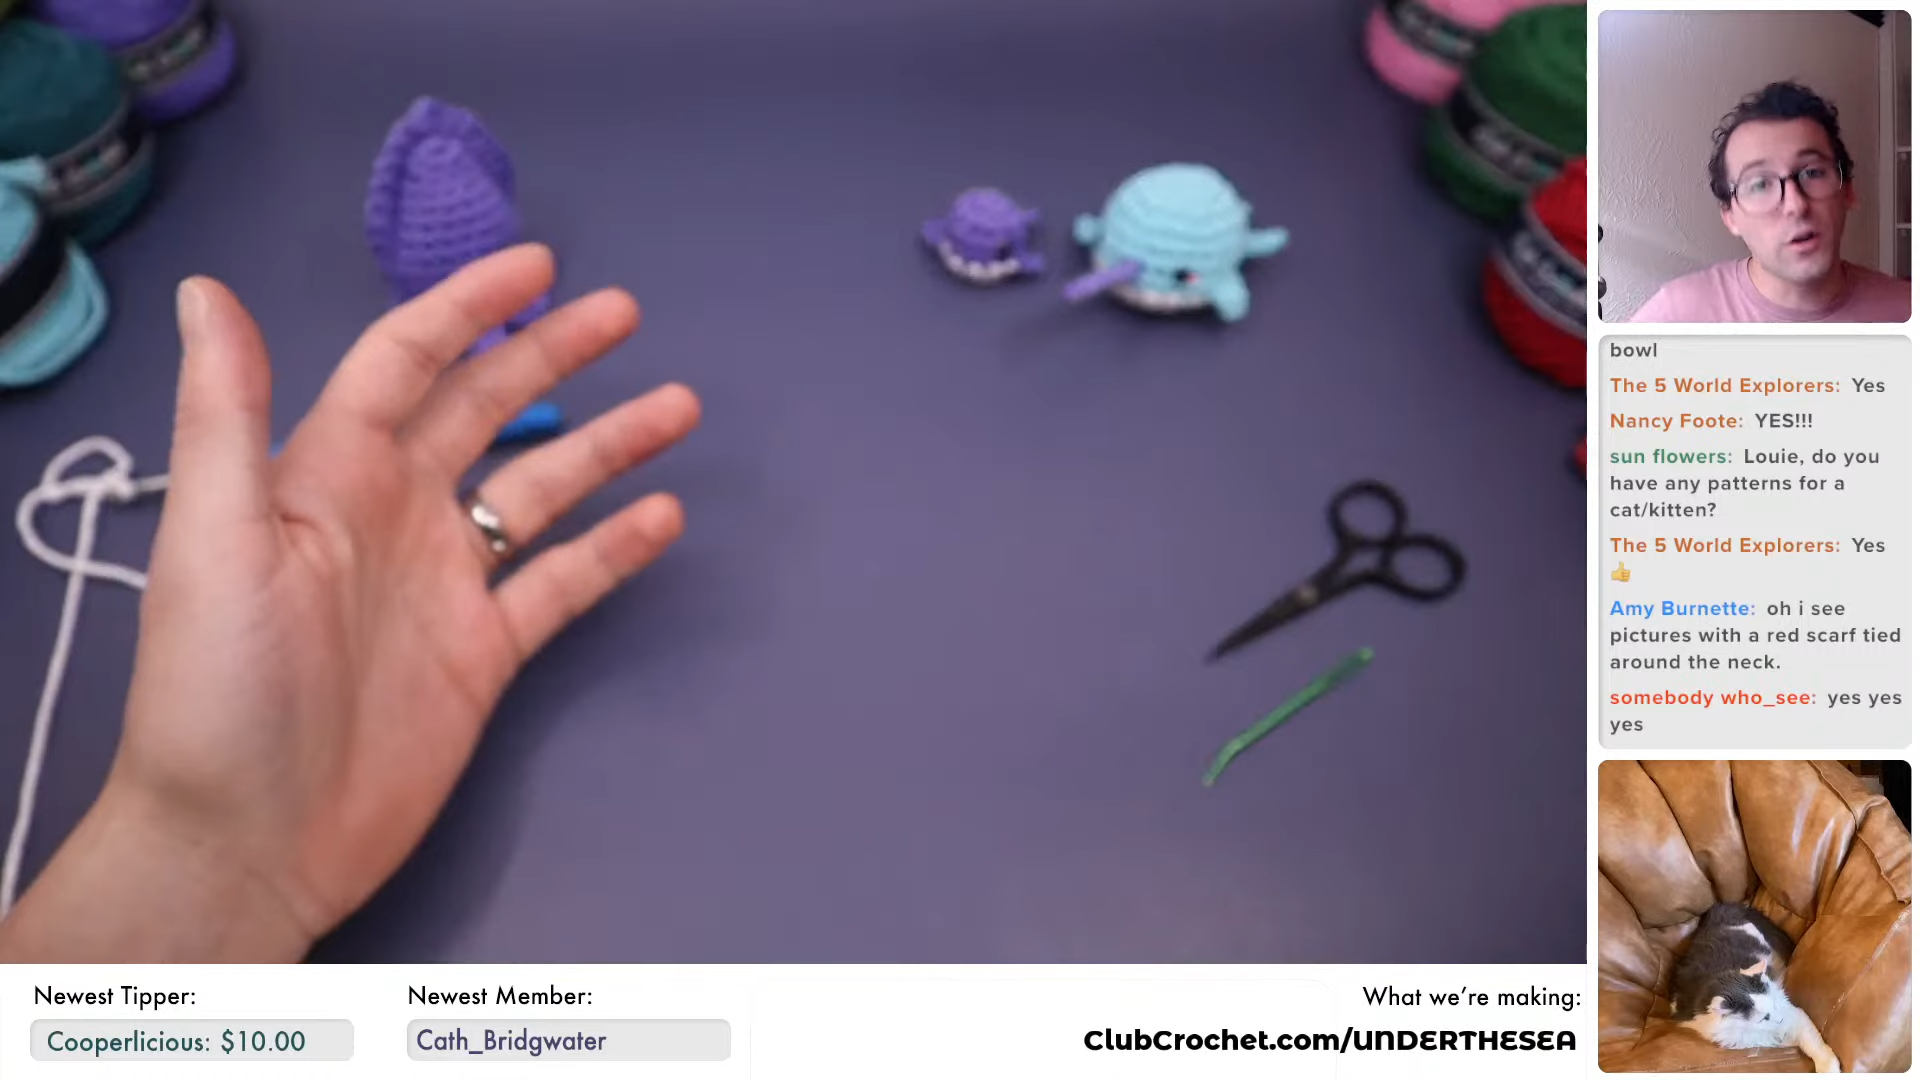 bowl
The 5 World Explorers: Yes
Nancy Foote: YES!!!
sun flowers: Louie, do you
have any patterns for a
cat/kitten?
The 5 World Explorers: Yes
👍
Amy Burnette: oh i see
pictures with a red scarf tied
around the neck.
somebody who_see: yes yes
yes
Newest Tipper:
Cooperlicious: $10.00
Newest Member:
Cath_Bridgwater
What we're making:
ClubCrochet.com/UNDERTHESEA